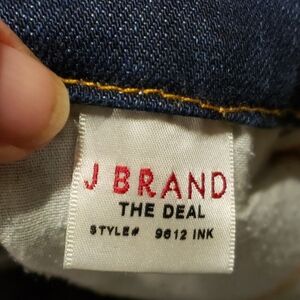 J BRAND
THE DEAL
STYLE# 9612 INK